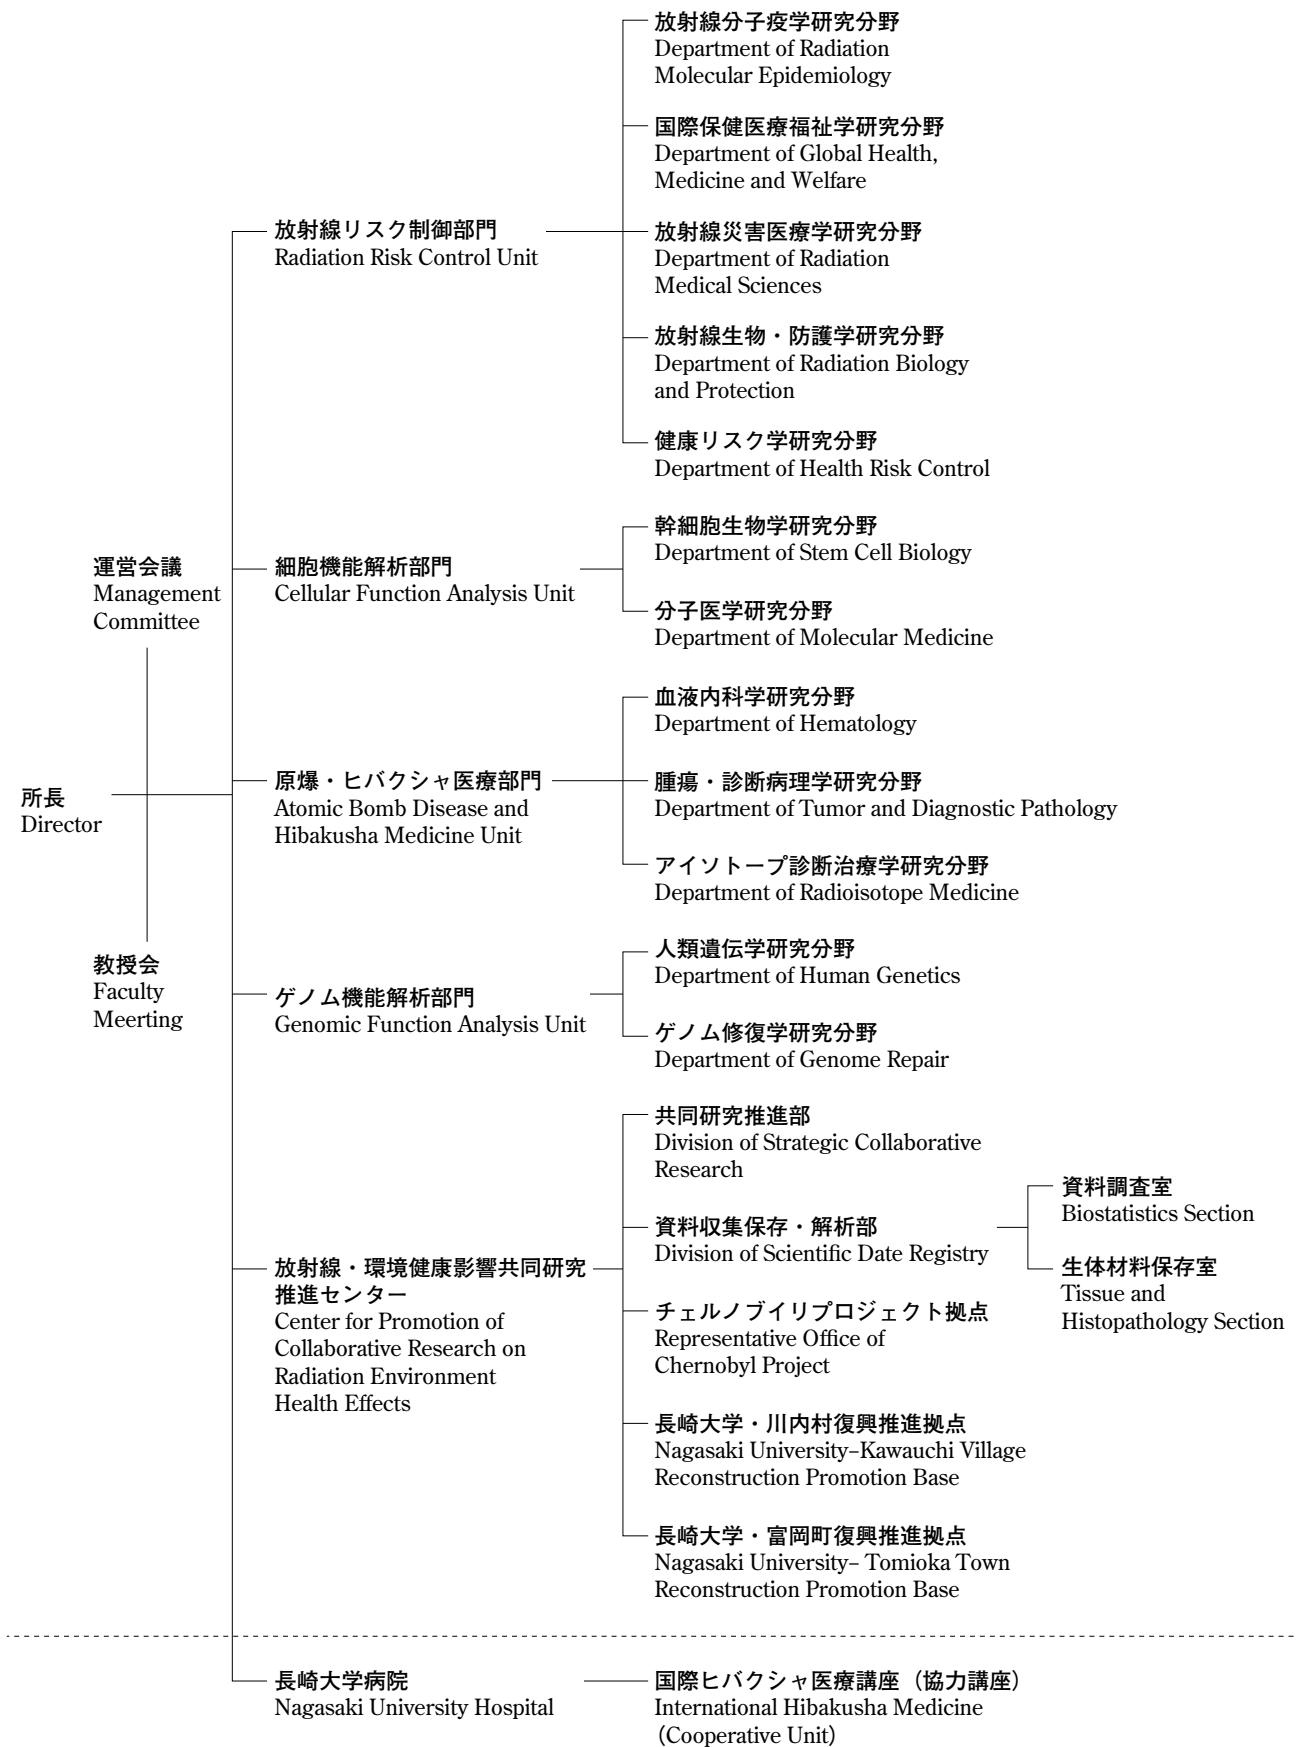 所長
Director
運営会議
Management
Committee
教授会
Faculty
Meerting
放射線リスク制御部門
Radiation Risk Control Unit
放射線分子疫学研究分野
Department of Radiation
Molecular Epidemiology
国際保健医療福祉学研究分野
Department of Global Health,
Medicine and Welfare
放射線災害医療学研究分野
Department of Radiation
Medical Sciences
放射線生物・防護学研究分野
Department of Radiation Biology
and Protection
健康リスク学研究分野
Department of Health Risk Control
細胞機能解析部門
Cellular Function Analysis Unit
幹細胞生物学研究分野
Department of Stem Cell Biology
分子医学研究分野
Department of Molecular Medicine
原爆・ヒバクシャ医療部門
Atomic Bomb Disease and
Hibakusha Medicine Unit
血液内科学研究分野
Department of Hematology
腫瘍・診断病理学研究分野
Department of Tumor and Diagnostic Pathology
アイソトープ診断治療学研究分野
Department of Radioisotope Medicine
ゲノム機能解析部門
Genomic Function Analysis Unit
人類遺伝学研究分野
Department of Human Genetics
ゲノム修復学研究分野
Department of Genome Repair
放射線・環境健康影響共同研究
推進センター
Center for Promotion of
Collaborative Research on
Radiation Environment
Health Effects
共同研究推進部
Division of Strategic Collaborative
Research
資料収集保存・解析部
Division of Scientific Date Registry
資料調査室
Biostatistics Section
生体材料保存室
Tissue and
Histopathology Section
チェルノブイリプロジェクト拠点
Representative Office of
Chernobyl Project
長崎大学・川内村復興推進拠点
Nagasaki University–Kawauchi Village
Reconstruction Promotion Base
長崎大学・富岡町復興推進拠点
Nagasaki University– Tomioka Town
Reconstruction Promotion Base
長崎大学病院
Nagasaki University Hospital
国際ヒバクシャ医療講座（協力講座）
International Hibakusha Medicine
(Cooperative Unit)